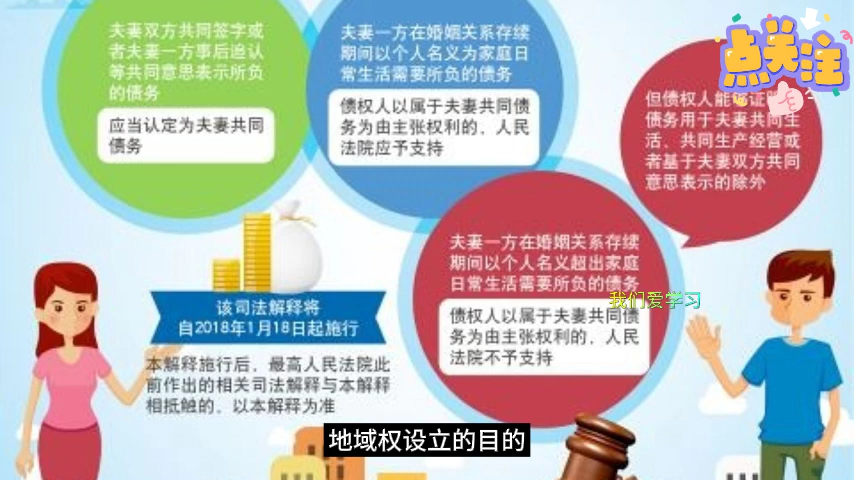 夫妻双方共同签字或
者夫妻一方事后追认
等共同意思表示所负
的债务
应当认定为夫妻共同
债务
夫妻一方在婚姻关系存续
期间以个人名义为家庭日
常生活需要所负的债务
债权人以属于夫妻共同债
务为由主张权利的，人民
法院应予支持
点关注
但债权人能够证
债务用于夫妻共同生
活、共同生产经营或
者基于夫妻双方共同
意思表示的除外
夫妻一方在婚姻关系存续
期间以个人名义超出家庭
日常生活需要所负的债务
我们爱学习
债权人以属于夫妻共同债
务为由主张权利的，人民
法院不予支持
该司法解释将
自2018年1月18日起施行
本解释施行后，最高人民法院此
前作出的相关司法解释与本解释
相抵触的，以本解释为准
地域权设立的目的